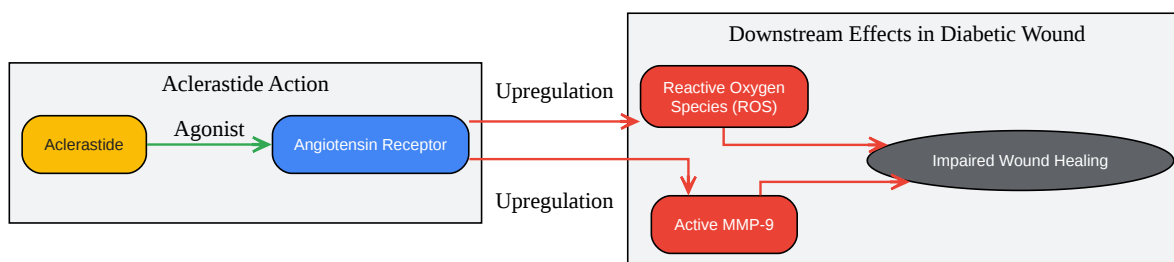 Aclerastide Action
Aclerastide
Agonist
Angiotensin Receptor
Upregulation
Upregulation
Downstream Effects in Diabetic Wound
Reactive Oxygen
Species (ROS)
Active MMP-9
Impaired Wound Healing